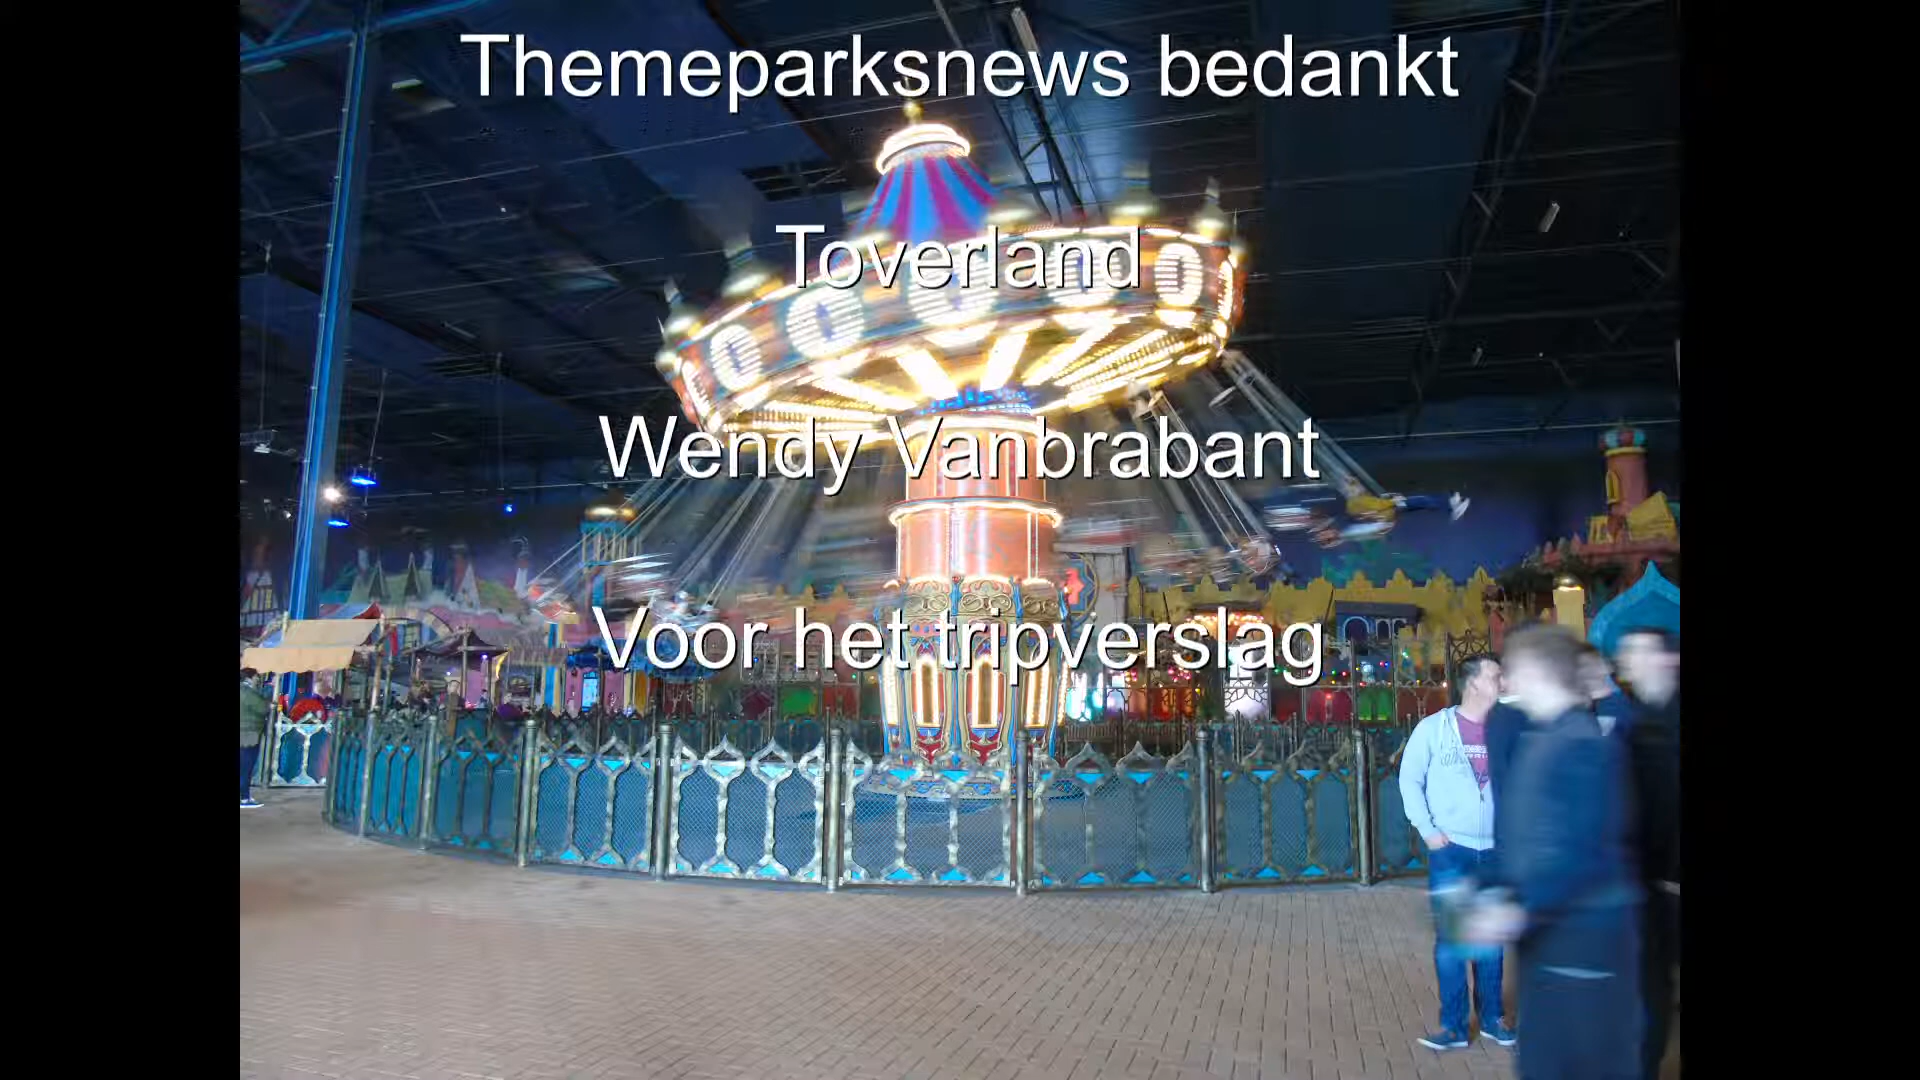 Themeparksnews bedankt
Toverland
Wendy Vanbrabant
Voor het tripverslag